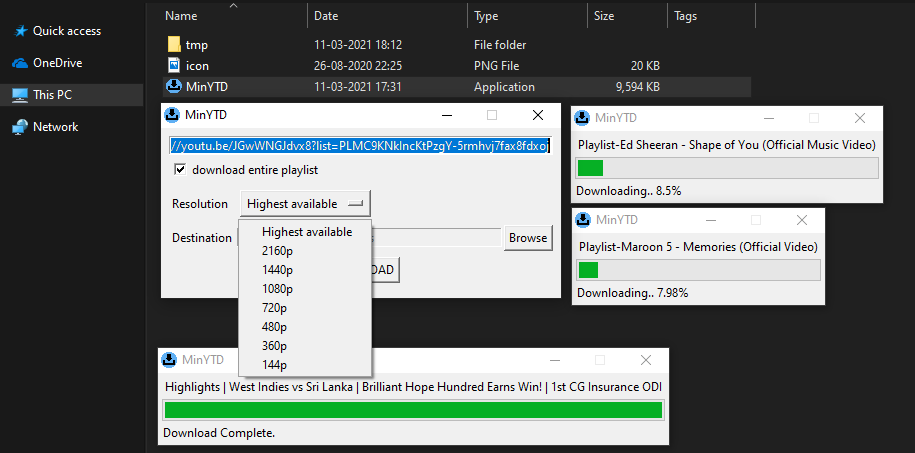 Name Date modified Type Size Tags
Quick access
OneDrive
This PC
Network
tmp 11-03-2021 18:12 File folder
icon 26-08-2020 22:25 PNG File 20 KB
MinYTD 11-03-2021 17:31 Application 9,594 KB
MinYTD
//youtu.be/JGwWNGJdvx8?list=PLMC9KNkIncKtPzgY-5rmhvj7fax8fdxoj
download entire playlist
Resolution Highest available
Destination Browse
OAD
Highest available
2160p
1440p
1080p
720p
480p
360p
144p
MinYTD
Playlist-Ed Sheeran - Shape of You (Official Music Video)
Downloading.. 8.5%
MinYTD
Playlist-Maroon 5 - Memories (Official Video)
Downloading.. 7.98%
MinYTD
Highlights | West Indies vs Sri Lanka | Brilliant Hope Hundred Earns Win! | 1st CG Insurance ODI
Download Complete.